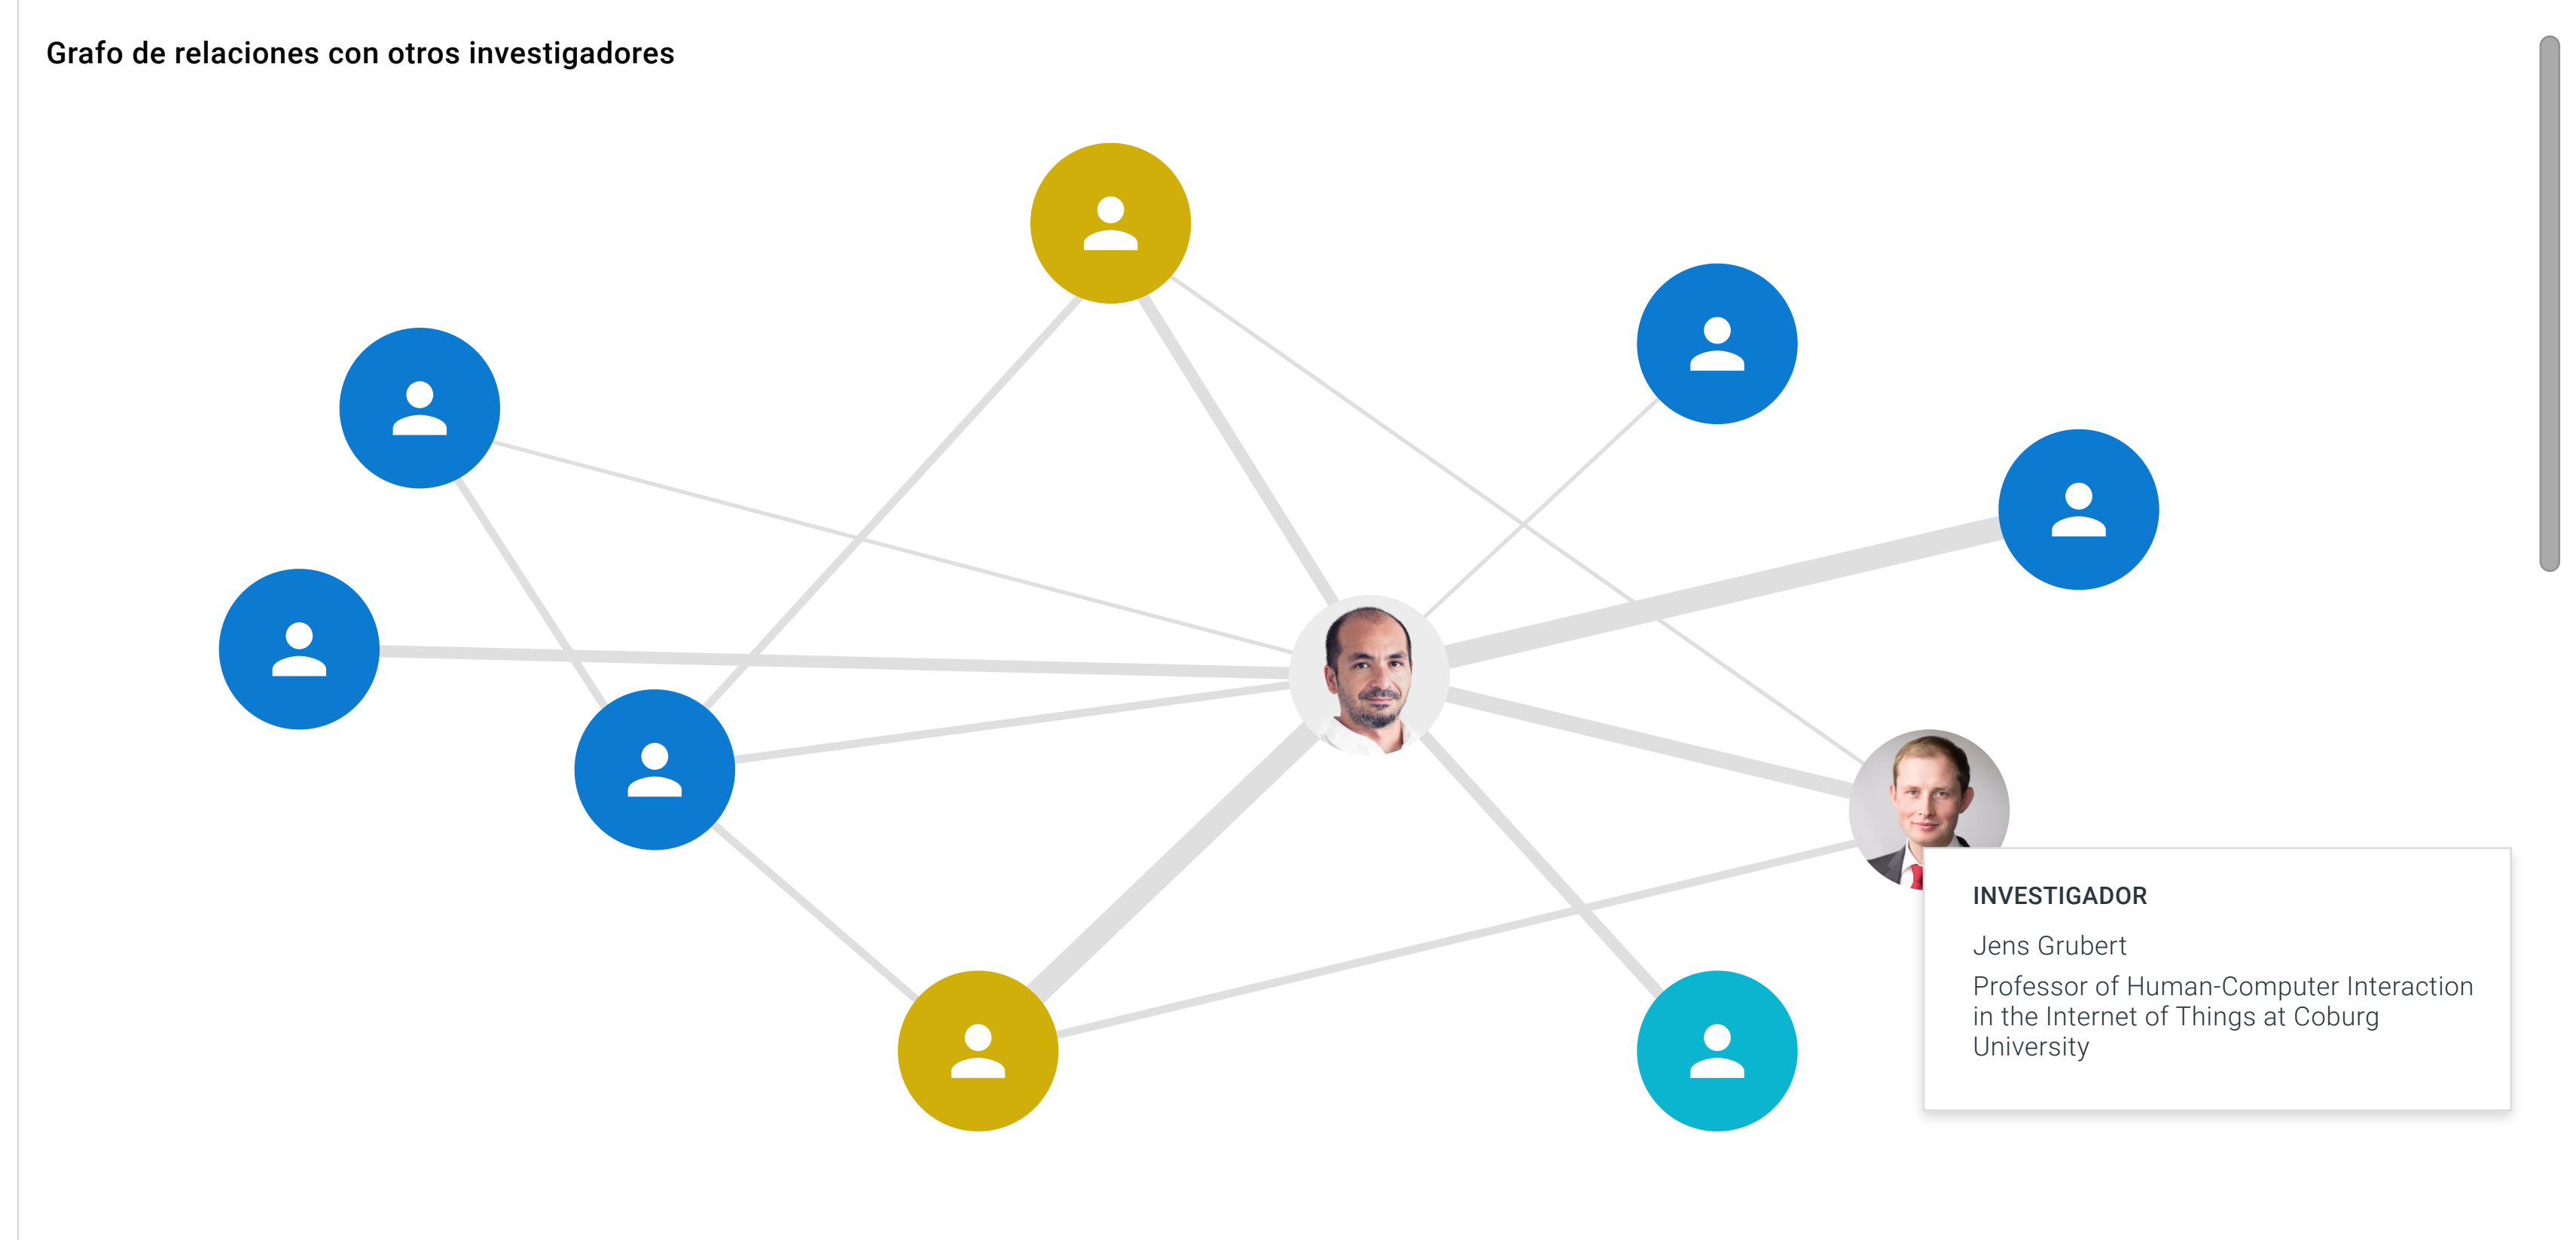 Grafo de relaciones con otros investigadores
INVESTIGADOR
Jens Grubert
Professor of Human-Computer Interaction
in the Internet of Things at Coburg
University